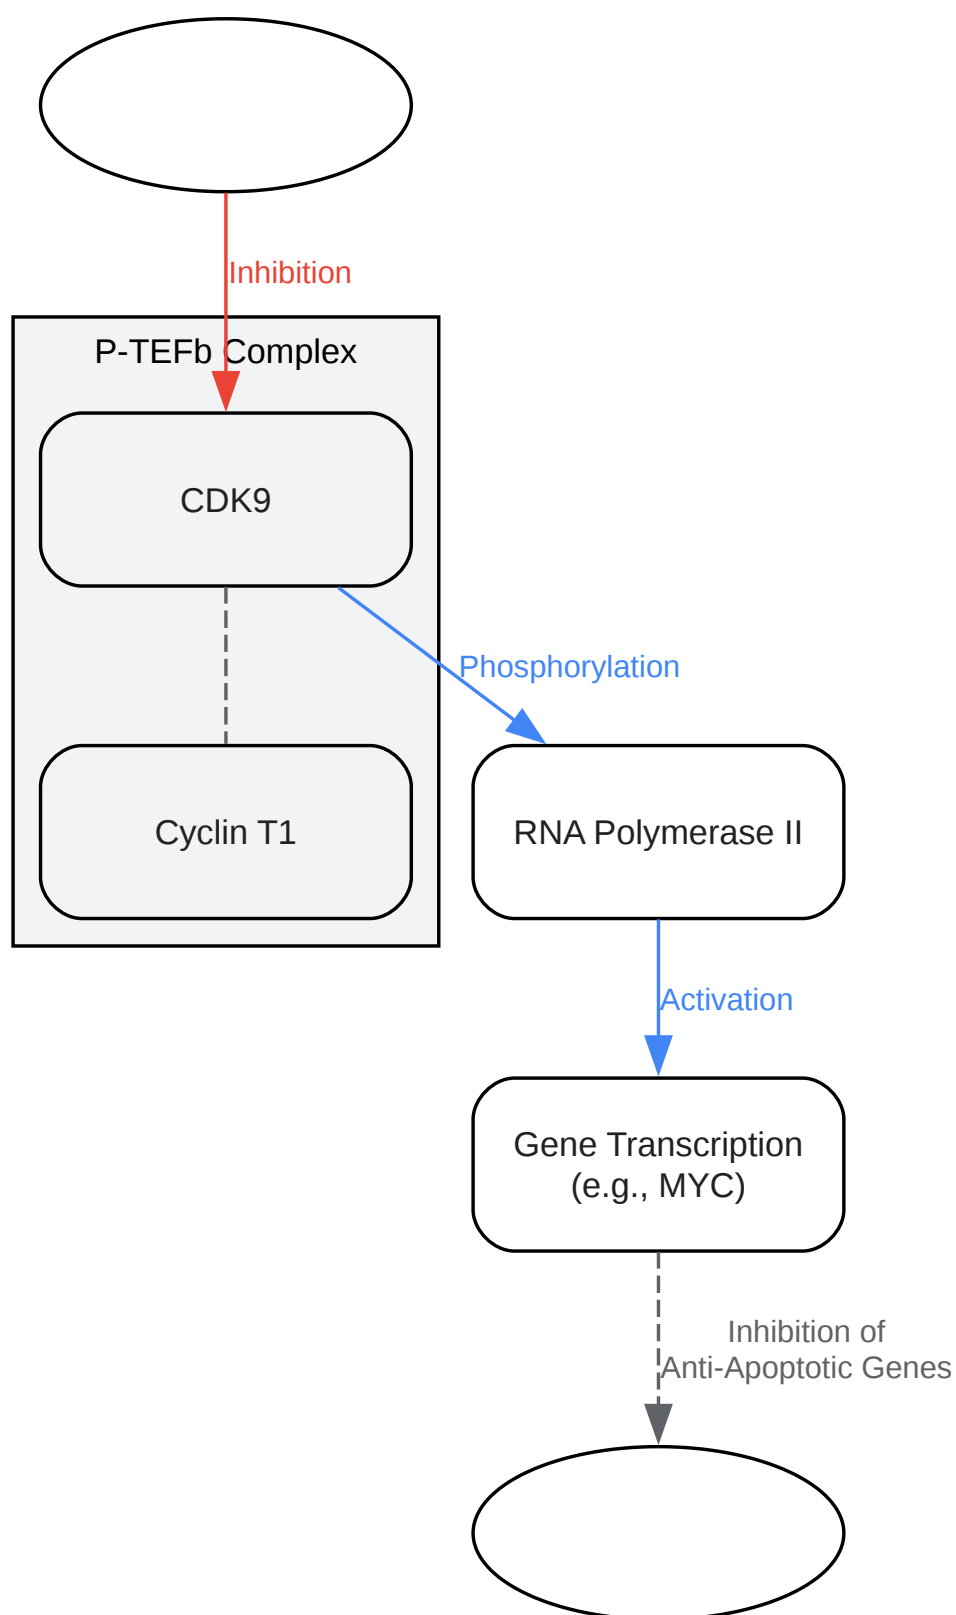 Inhibition
P-TEFb Complex
CDK9
Phosphorylation
Cyclin T1
RNA Polymerase II
Activation
Gene Transcription
(e.g., MYC)
Inhibition of
Anti-Apoptotic Genes